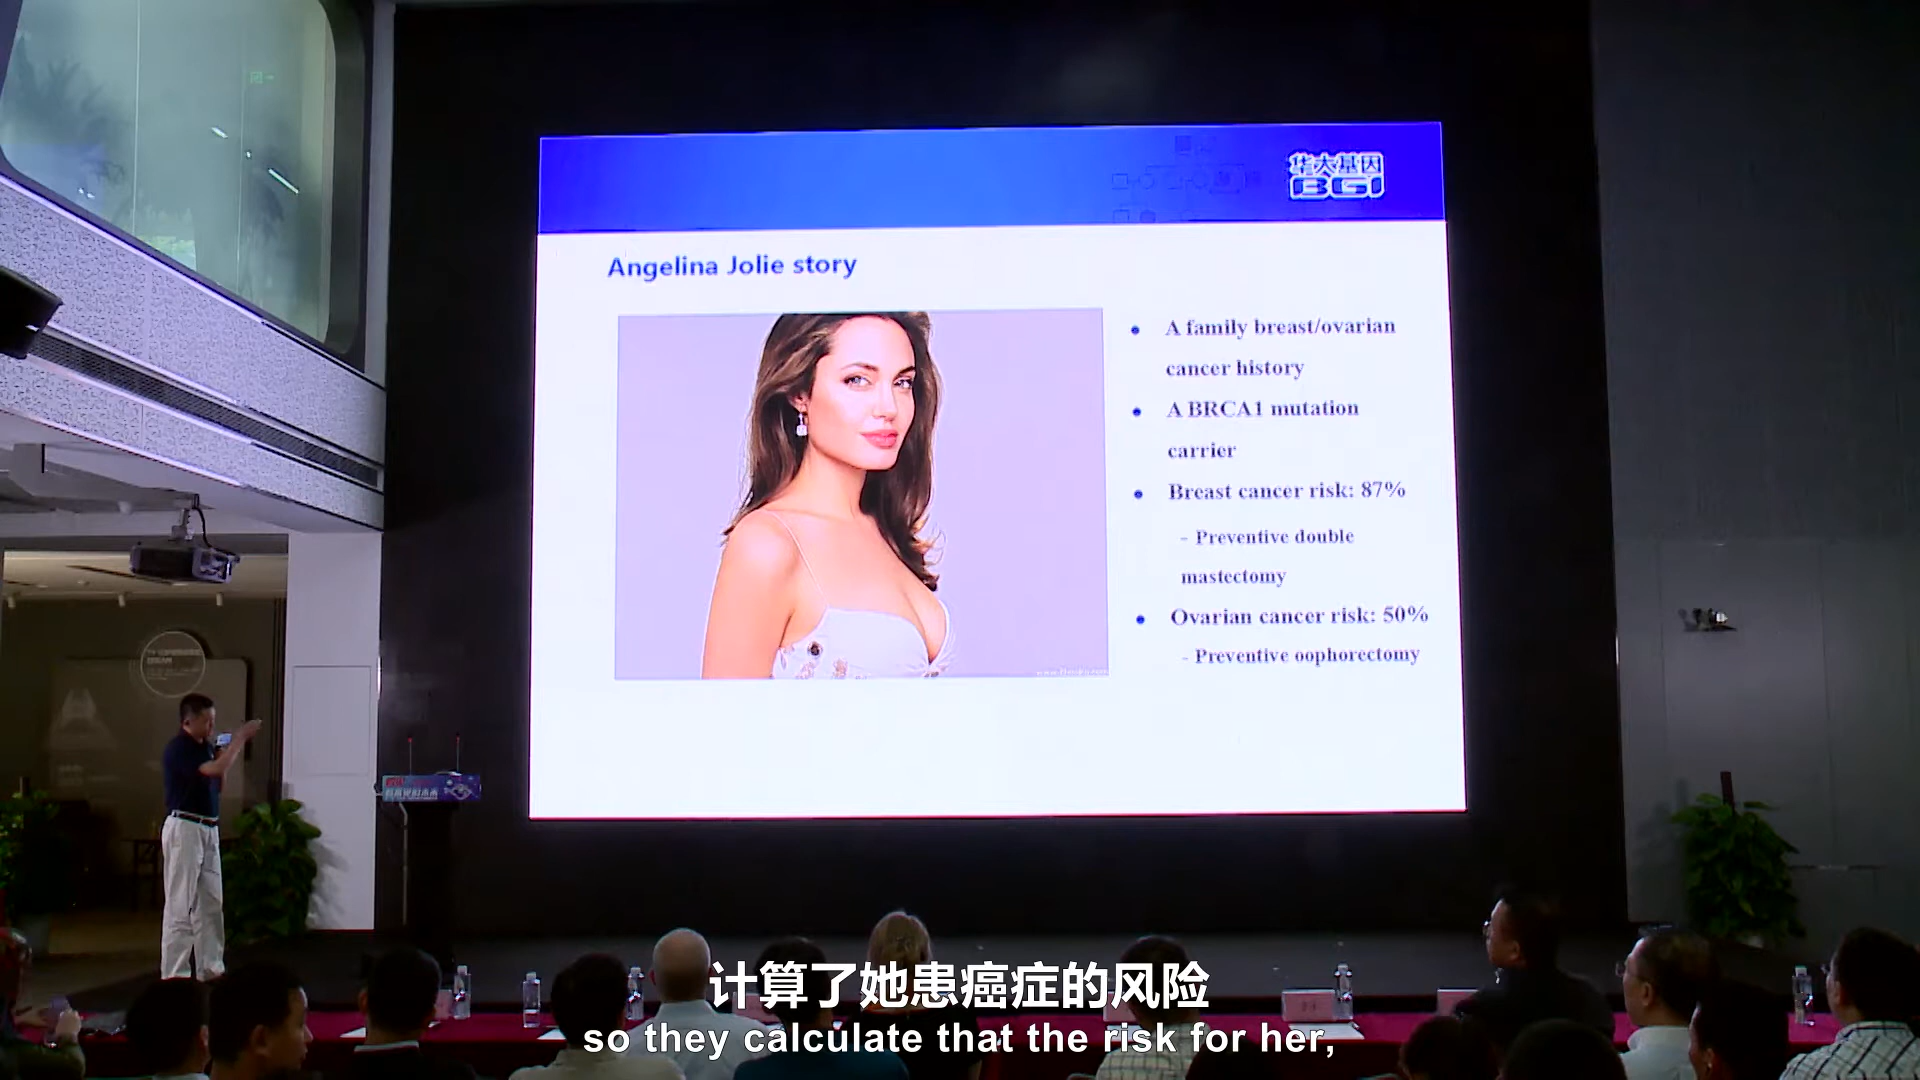 华大基因
BGI
Angelina Jolie story
• A family breast/ovarian
cancer history
• A BRCA1 mutation
carrier
• Breast cancer risk: 87%
- Preventive double
mastectomy
• Ovarian cancer risk: 50%
- Preventive oophorectomy
计算了她患癌症的风险
so they calculate that the risk for her,